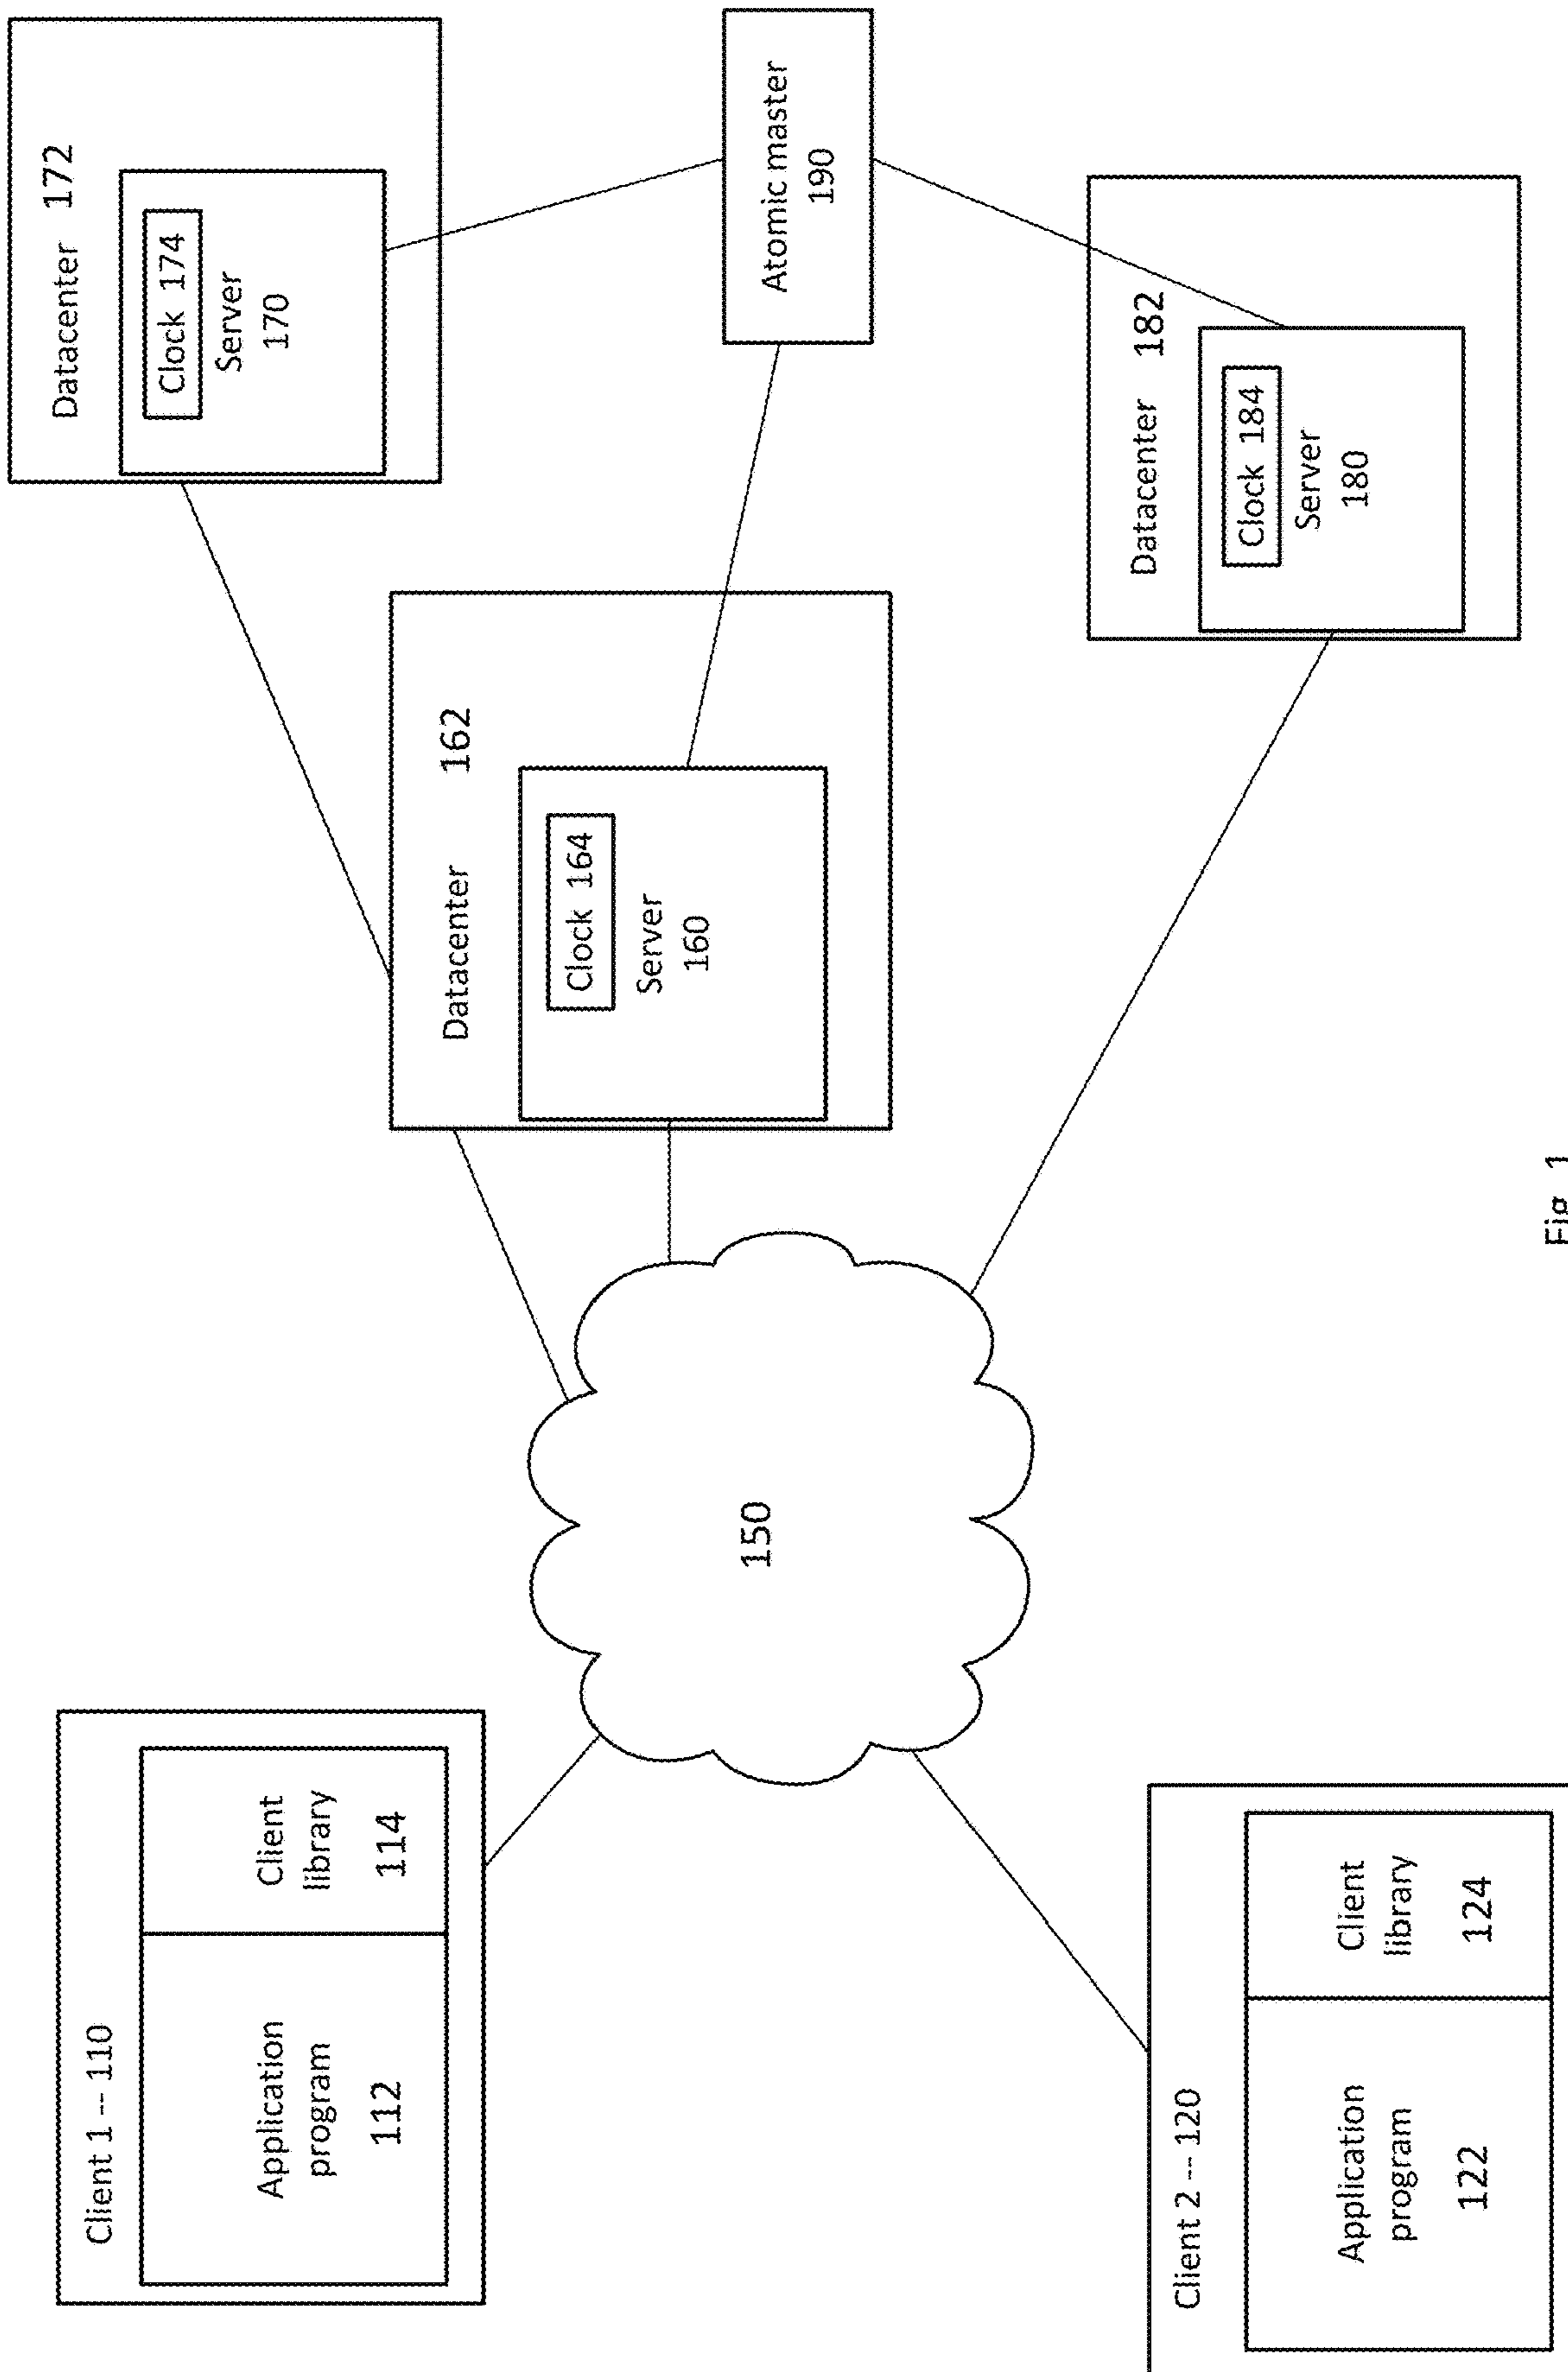 Client 1 -- 110
Application
program
112
Client
library
114
Client 2 -- 120
Application
program
122
Client
library
124
150
Datacenter 162
Clock 164
Server
160
Datacenter 172
Clock 174
Server
170
Datacenter 182
Clock 184
Server
180
Atomic master
190
Fig. 1